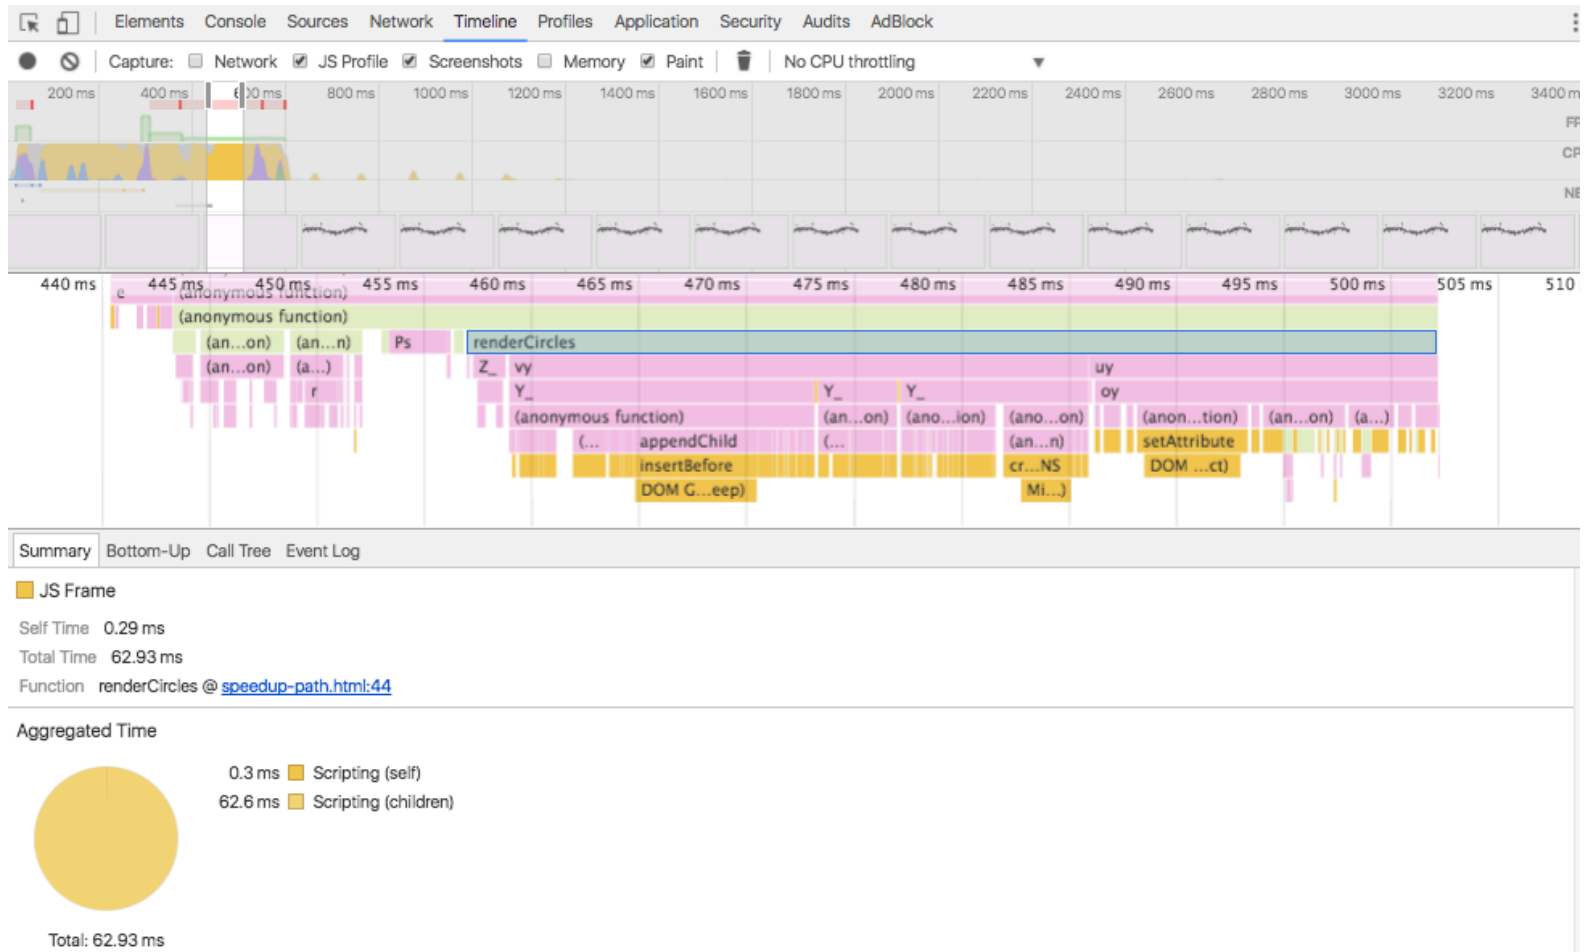 Elements Console Sources Network Timeline Profiles Application Security Audits AdBlock
Capture: Network JS Profile Screenshots Memory Paint No CPU throttling
200 ms 400 ms 600 ms 800 ms 1000 ms 1200 ms 1400 ms 1600 ms 1800 ms 2000 ms 2200 ms 2400 ms 2600 ms 2800 ms 3000 ms 3200 ms 3400 m
FP
CP
NE
440 ms 445 ms 450 ms 455 ms 460 ms 465 ms 470 ms 475 ms 480 ms 485 ms 490 ms 495 ms 500 ms 505 ms 510
e (anonymous function)
(anonymous function)
(an...on) (an...n) Ps renderCircles
(an...on) (a...) Z_ vy uy
r Y_ Y_ Y_ oy
(anonymous function) (an...on) (ano...ion) (ano...on) (anon...tion) (an...on) (a...)
(... appendChild (... (an...n) setAttribute
insertBefore cr...NS DOM ...ct)
DOM G...eep) Mi...)
Summary Bottom-Up Call Tree Event Log
JS Frame
Self Time 0.29 ms
Total Time 62.93 ms
Function renderCircles @ speedup-path.html:44
Aggregated Time
0.3 ms Scripting (self)
62.6 ms Scripting (children)
Total: 62.93 ms